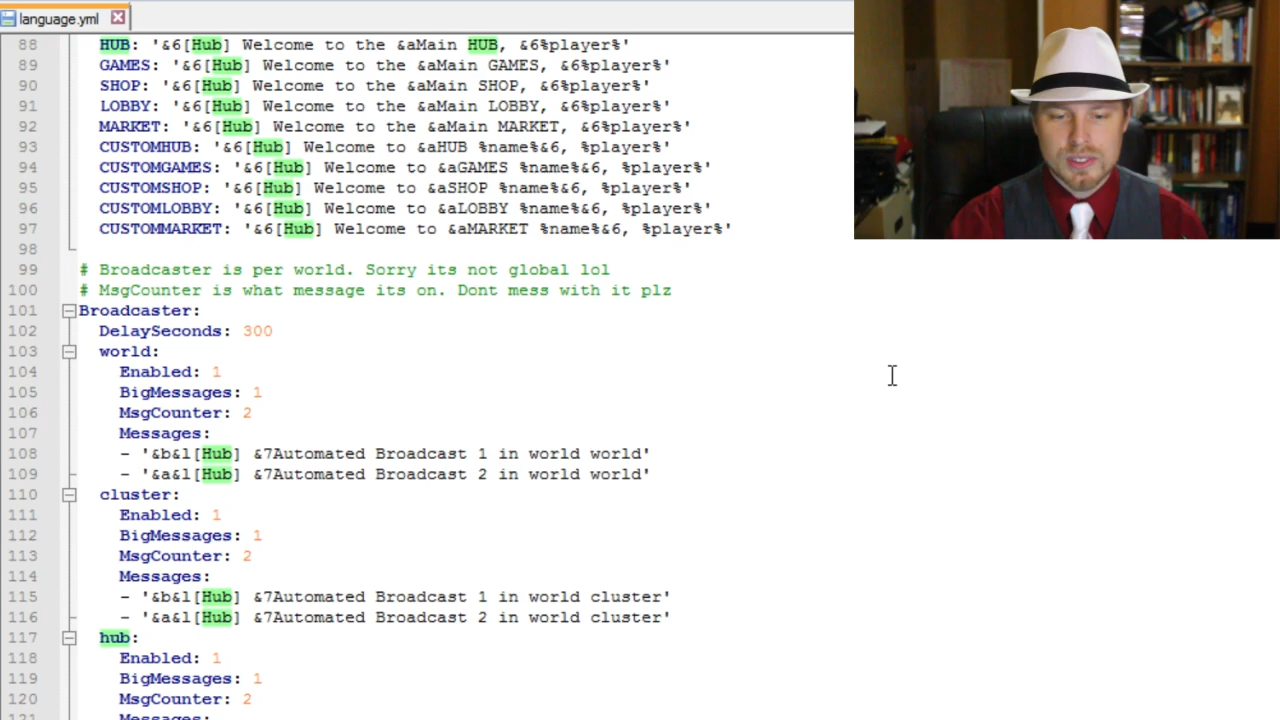 language.yml
88 HUB: '&6[Hub] Welcome to the &aMain HUB, &6%player%'
89 GAMES: '&6[Hub] Welcome to the &aMain GAMES, &6%player%'
90 SHOP: '&6[Hub] Welcome to the &aMain SHOP, &6%player%'
91 LOBBY: '&6[Hub] Welcome to the &aMain LOBBY, &6%player%'
92 MARKET: '&6[Hub] Welcome to the &aMain MARKET, &6%player%'
93 CUSTOMHUB: '&6[Hub] Welcome to &aHUB %name%&6, %player%'
94 CUSTOMGAMES: '&6[Hub] Welcome to &aGAMES %name%&6, %player%'
95 CUSTOMSHOP: '&6[Hub] Welcome to &aSHOP %name%&6, %player%'
96 CUSTOMLOBBY: '&6[Hub] Welcome to &aLOBBY %name%&6, %player%'
97 CUSTOMMARKET: '&6[Hub] Welcome to &aMARKET %name%&6, %player%'
98
99 # Broadcaster is per world. Sorry its not global lol
100 # MsgCounter is what message its on. Dont mess with it plz
101 Broadcaster:
102 DelaySeconds: 300
103 world:
104 Enabled: 1
105 BigMessages: 1
106 MsgCounter: 2
107 Messages:
108 - '&b&l[Hub] &7Automated Broadcast 1 in world world'
109 - '&a&l[Hub] &7Automated Broadcast 2 in world world'
110 cluster:
111 Enabled: 1
112 BigMessages: 1
113 MsgCounter: 2
114 Messages:
115 - '&b&l[Hub] &7Automated Broadcast 1 in world cluster'
116 - '&a&l[Hub] &7Automated Broadcast 2 in world cluster'
117 hub:
118 Enabled: 1
119 BigMessages: 1
120 MsgCounter: 2
121 Messages: